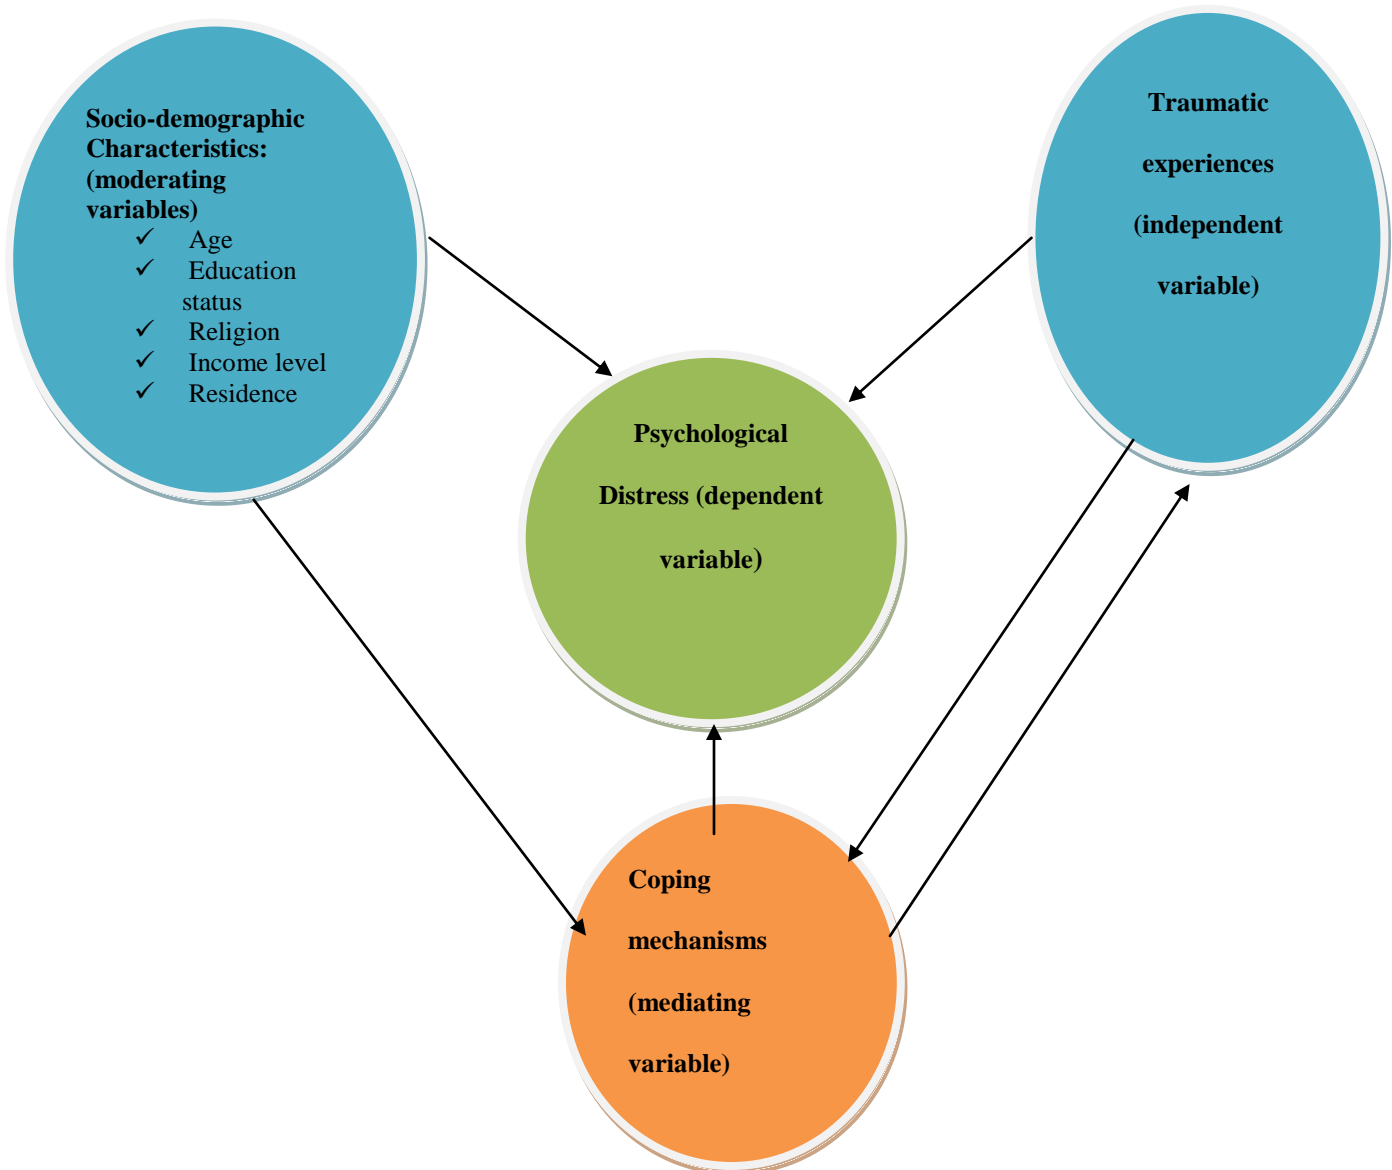 Socio-demographic
Characteristics:
(moderating
variables)
✓ Age
✓ Education
status
✓ Religion
✓ Income level
✓ Residence
Traumatic
experiences
(independent
variable)
Psychological
Distress (dependent
variable)
Coping
mechanisms
(mediating
variable)